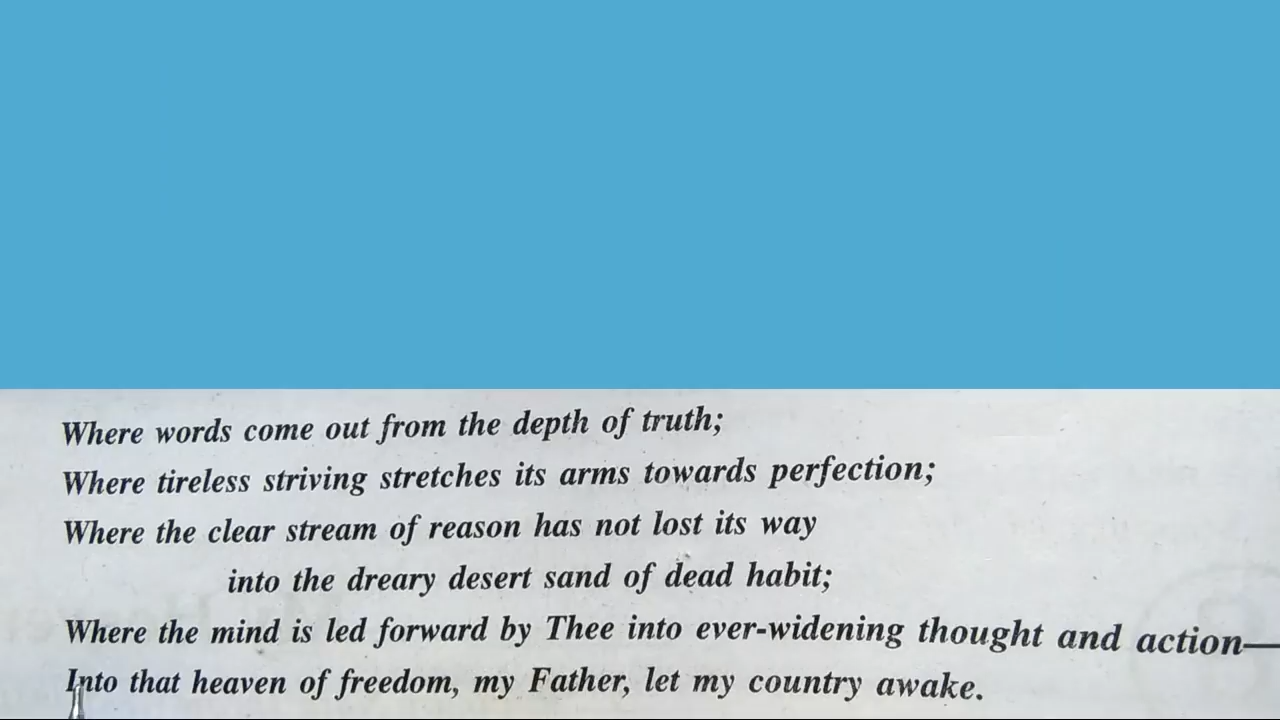 Where words come out from the depth of truth;
Where tireless striving stretches its arms towards perfection;
Where the clear stream of reason has not lost its way
into the dreary desert sand of dead habit;
Where the mind is led forward by Thee into ever-widening thought and action—
Into that heaven of freedom, my Father, let my country awake.